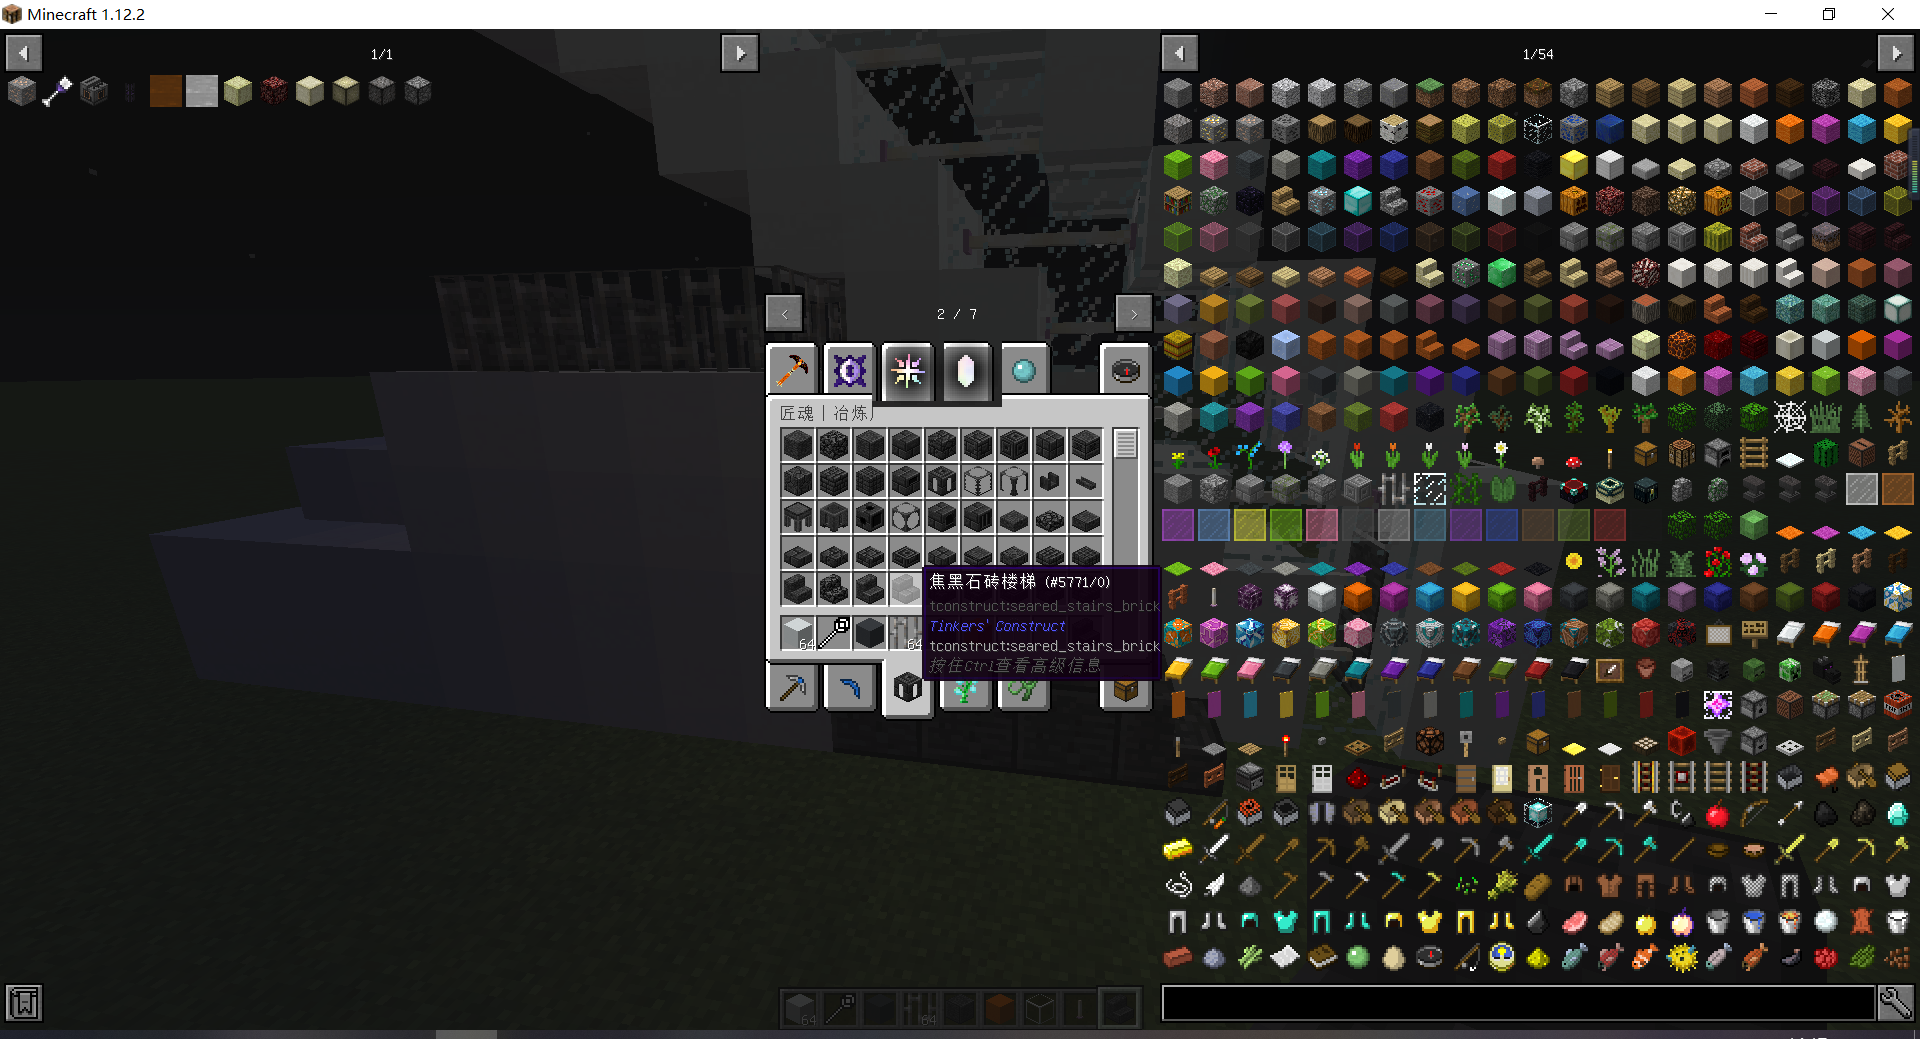 Minecraft 1.12.2
1/1
1/54
< 2 / 7 >
匠魂 | 冶炼
焦黑石砖楼梯 (#5771/0)
tconstruct:seared_stairs_brick
Tinkers' Construct
tconstruct:seared_stairs_brick
按住Ctrl查看高级信息
64
64
64
64